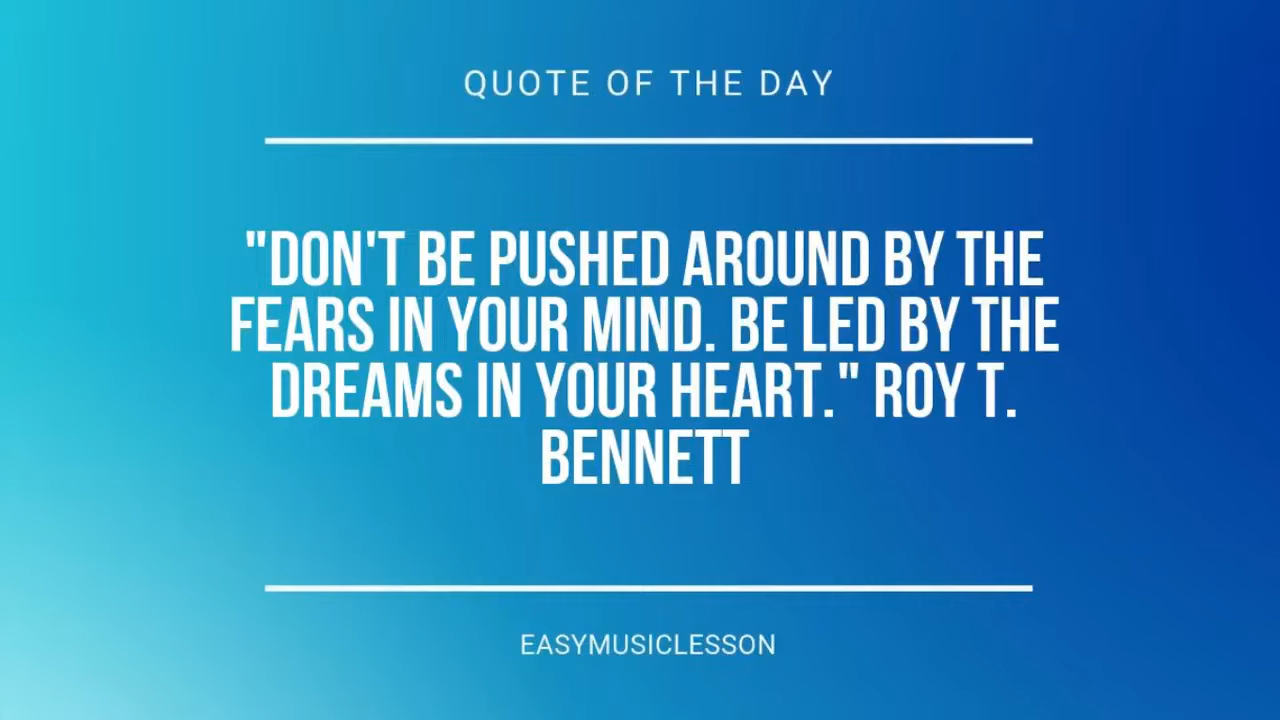 QUOTE OF THE DAY
"DON'T BE PUSHED AROUND BY THE
FEARS IN YOUR MIND. BE LED BY THE
DREAMS IN YOUR HEART." ROY T.
BENNETT
EASYMUSICLESSON